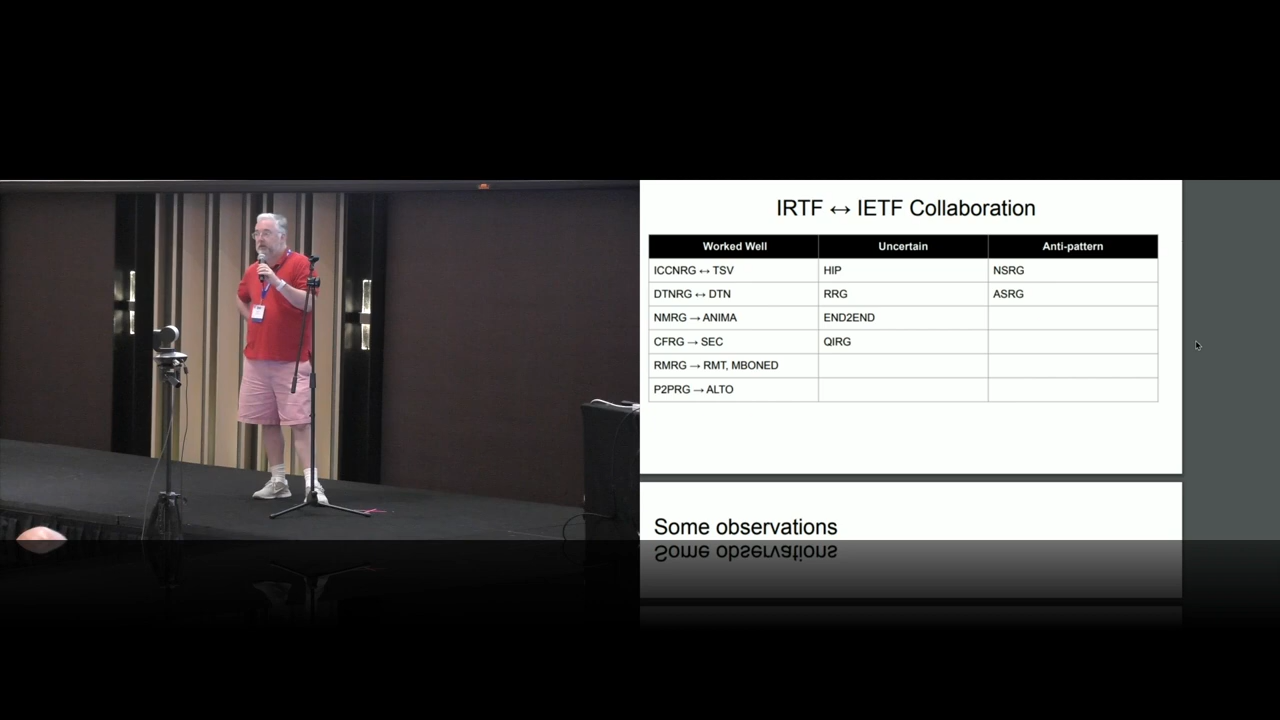 IRTF ↔ IETF Collaboration
Worked Well Uncertain Anti-pattern
ICCNRG ↔ TSV HIP NSRG
DTNRG ↔ DTN RRG ASRG
NMRG → ANIMA END2END
CFRG → SEC QIRG
RMRG → RMT, MBONED
P2PRG → ALTO
Some observations